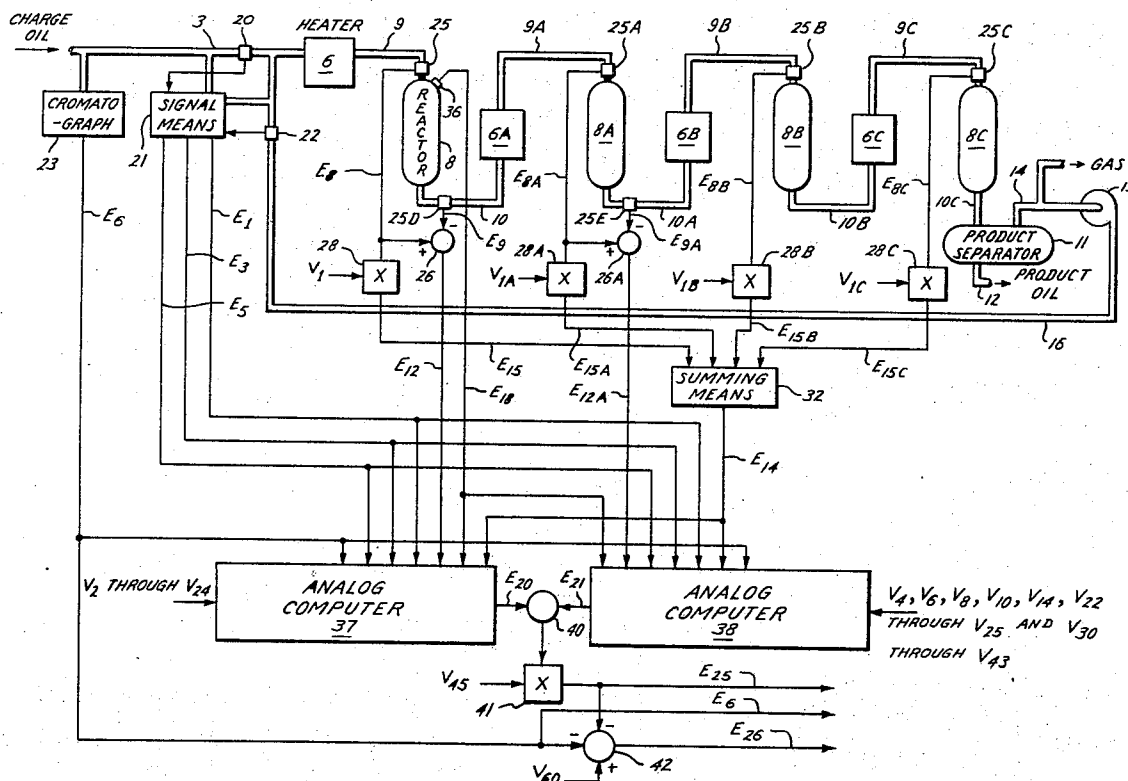 CHARGE
OIL
3
20
HEATER
6
9
25
9A
25A
9B
25B
9C
25C
CROMATO
-GRAPH
23
SIGNAL
MEANS
21
22
REACTOR
8
36
6A
8A
6B
8B
6C
8C
14
GAS
15
E8
E8A
E8B
E8C
25D
10
E9
25E
10A
E9A
10B
10C
PRODUCT
SEPARATOR
11
12
PRODUCT
OIL
E6
E1
E3
E5
V1
28
X
+
-
26
V1A
28A
X
+
-
26A
V1B
28B
X
V1C
28C
X
16
E12
E15
E18
E15A
E12A
E15B
E15C
SUMMING
MEANS
32
E14
V2 THROUGH V24
ANALOG
COMPUTER
37
E20
40
E21
ANALOG
COMPUTER
38
V4, V6, V8, V10, V14, V22
THROUGH V25 AND V30
THROUGH V43
V45
X
41
E25
E6
E26
-
-
+
42
V60